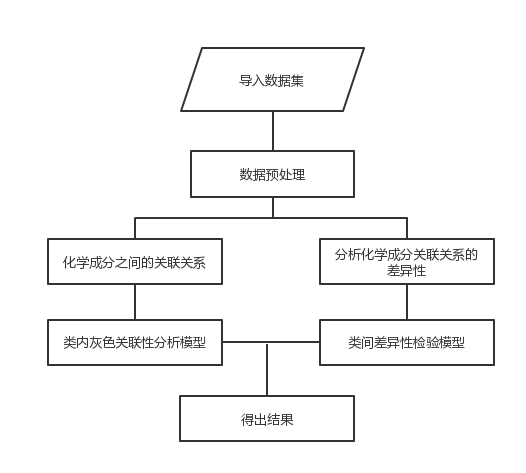 导入数据集
数据预处理
化学成分之间的关联关系
分析化学成分关联关系的
差异性
类内灰色关联性分析模型
类间差异性检验模型
得出结果